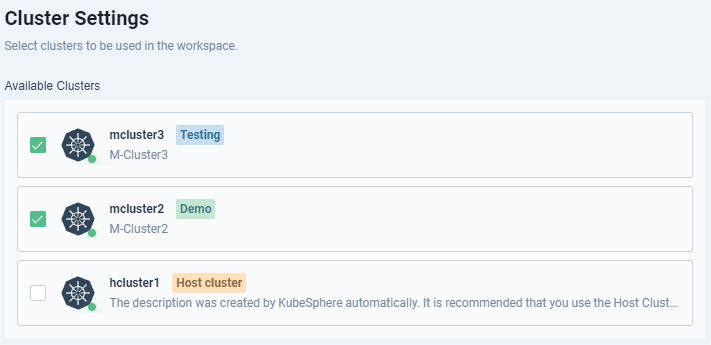 Cluster Settings
Select clusters to be used in the workspace.
Available Clusters
mcluster3 Testing
M-Cluster3
mcluster2 Demo
M-Cluster2
hcluster1 Host cluster
The description was created by KubeSphere automatically. It is recommended that you use the Host Clust...